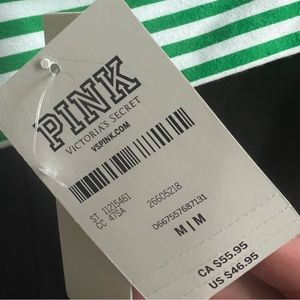 PINK
VICTORIA'S SECRET
VSPINK.COM
ST 11215461 26605218
CC 47SA
0667557687131
M | M
CA $55.95
US $46.95